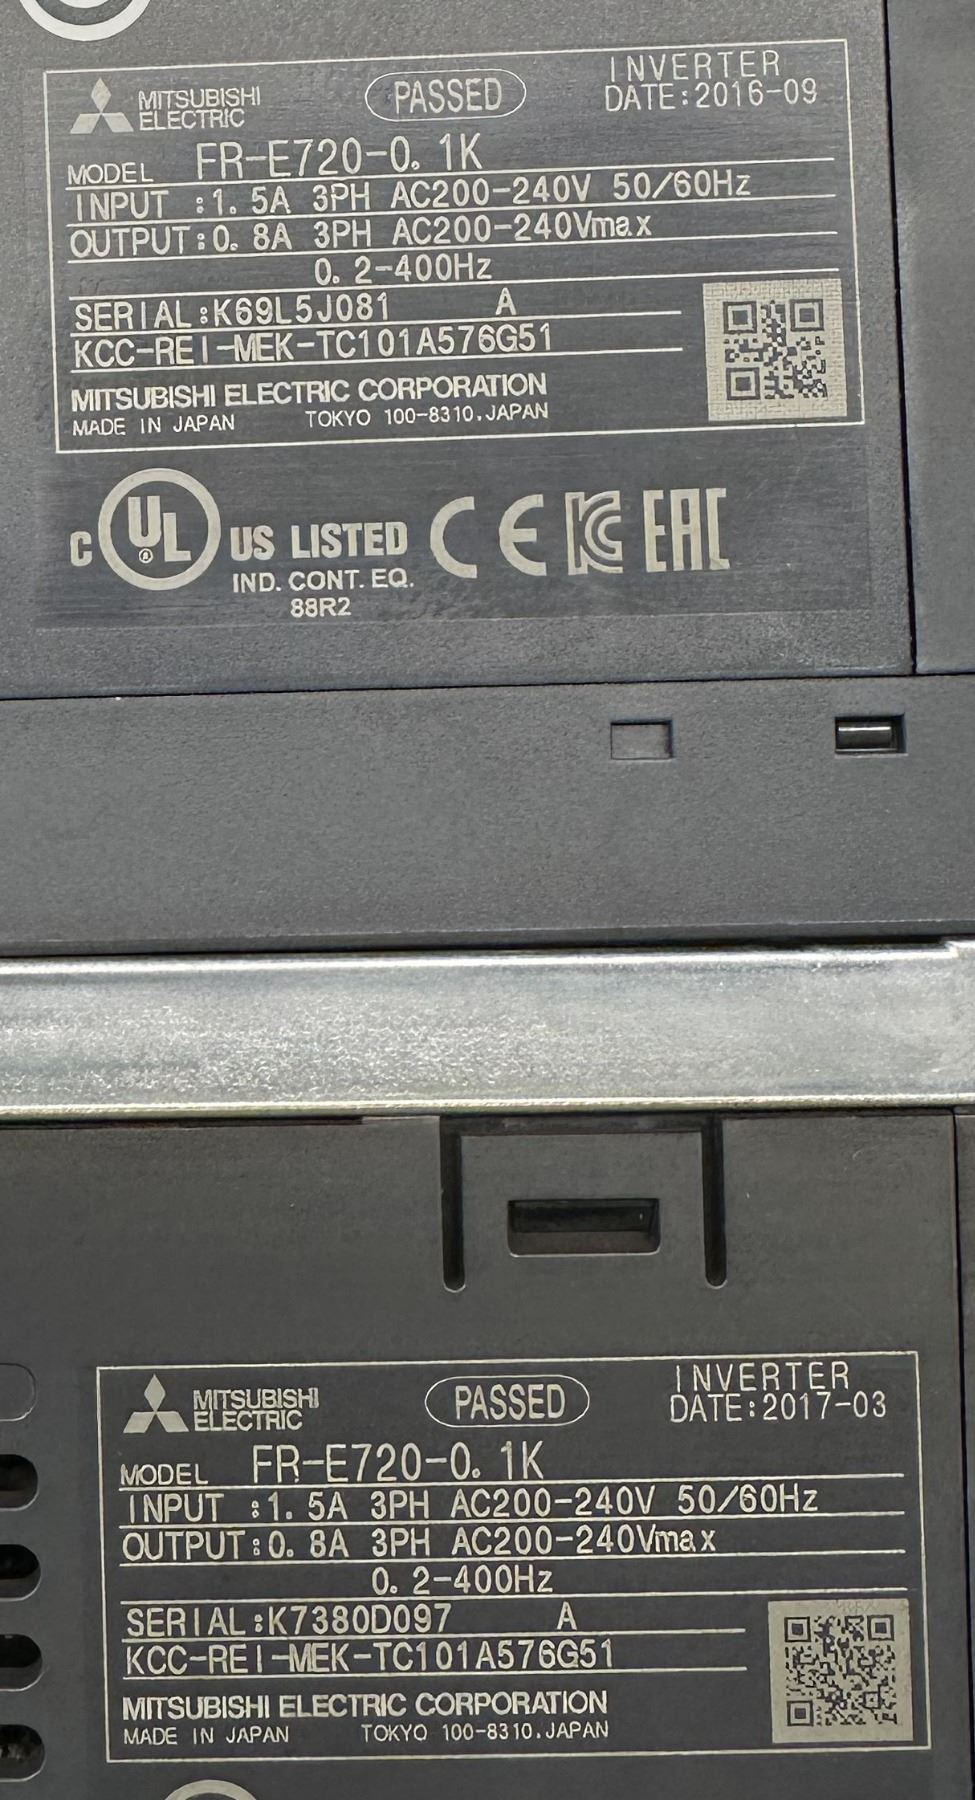 MITSUBISHI ELECTRIC
PASSED
INVERTER
DATE:2016-09
MODEL FR-E720-0.1K
INPUT :1.5A 3PH AC200-240V 50/60Hz
OUTPUT:0.8A 3PH AC200-240Vmax
0.2-400Hz
SERIAL:K69L5J081 A
KCC-REI-MEK-TC101A576G51
MITSUBISHI ELECTRIC CORPORATION
MADE IN JAPAN TOKYO 100-8310,JAPAN
C UL ® US LISTED CE KC EAC
IND. CONT. EQ.
88R2
MITSUBISHI ELECTRIC
PASSED
INVERTER
DATE:2017-03
MODEL FR-E720-0.1K
INPUT :1.5A 3PH AC200-240V 50/60Hz
OUTPUT:0.8A 3PH AC200-240Vmax
0.2-400Hz
SERIAL:K7380D097 A
KCC-REI-MEK-TC101A576G51
MITSUBISHI ELECTRIC CORPORATION
MADE IN JAPAN TOKYO 100-8310,JAPAN